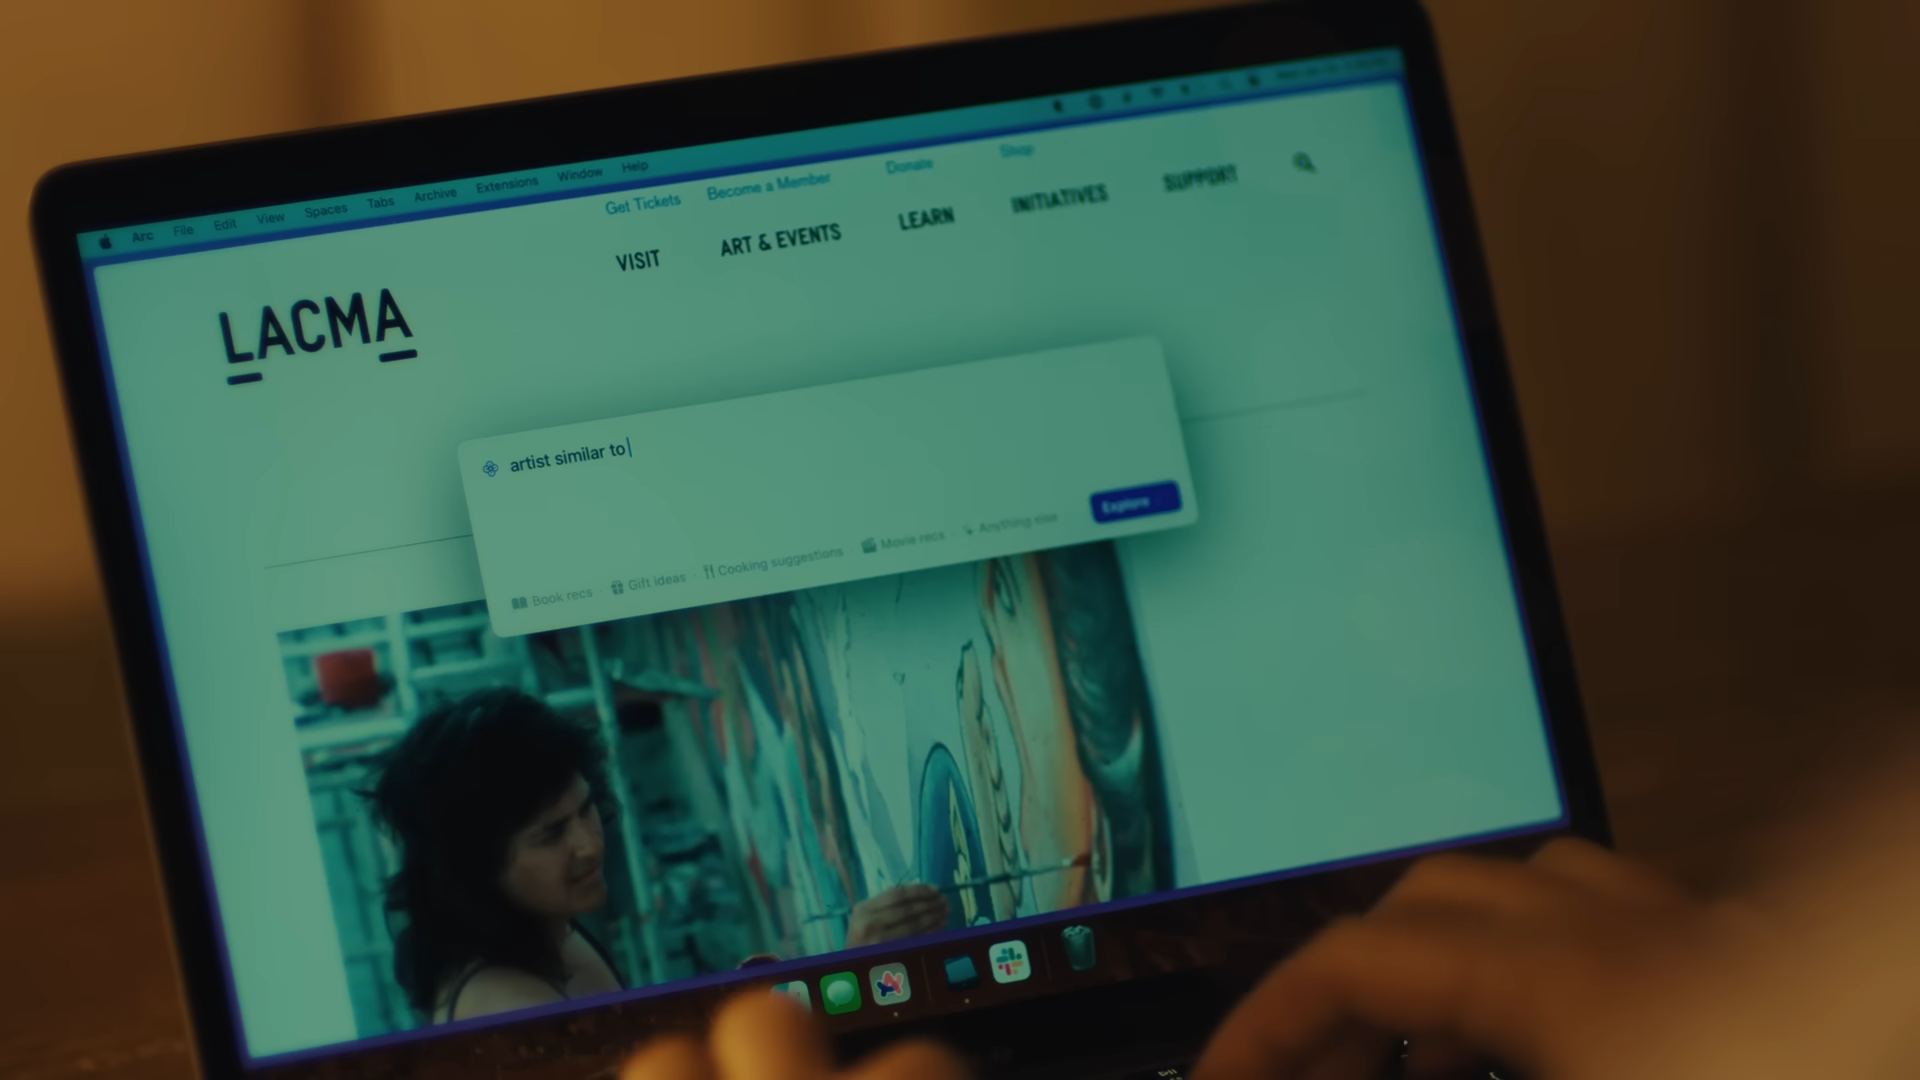 Arc File Edit View Spaces Tabs Archive Extensions Window Help
Get Tickets Become a Member Donate Shop
VISIT ART & EVENTS LEARN INITIATIVES SUPPORT
LACMA
artist similar to
Explore
Book recs · Gift ideas · Cooking suggestions · Movie recs · Anything else